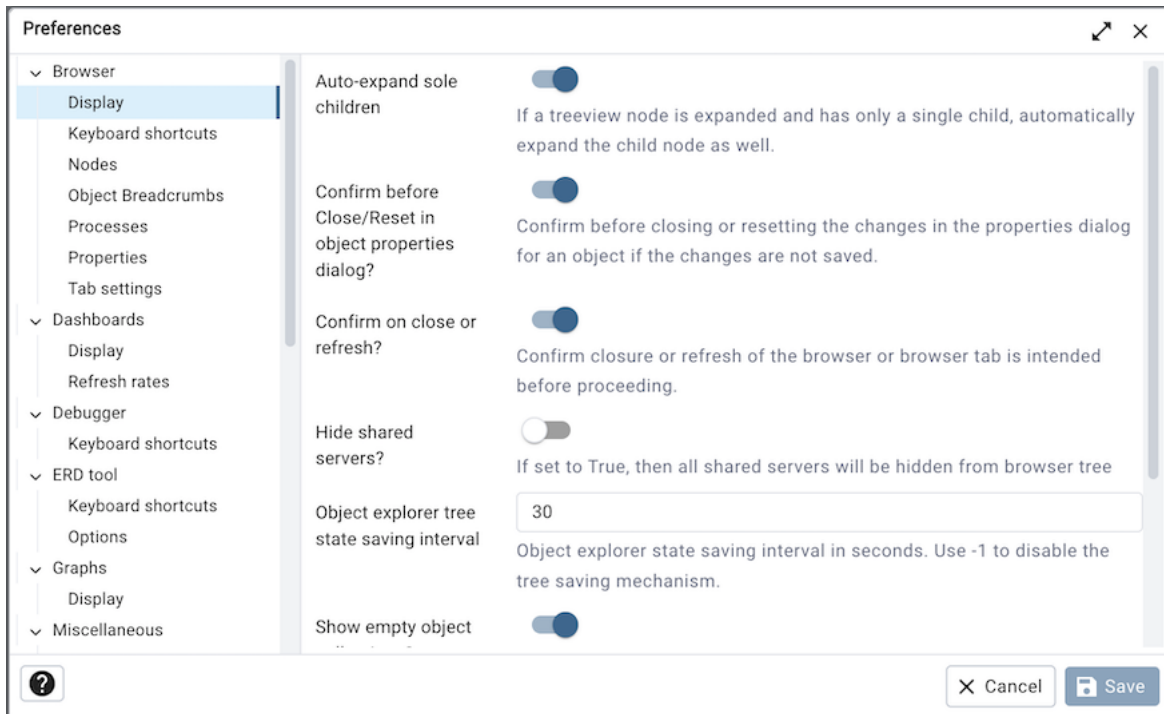 Preferences
Browser
Display
Keyboard shortcuts
Nodes
Object Breadcrumbs
Processes
Properties
Tab settings
Dashboards
Display
Refresh rates
Debugger
Keyboard shortcuts
ERD tool
Keyboard shortcuts
Options
Graphs
Display
Miscellaneous
Auto-expand sole
children
If a treeview node is expanded and has only a single child, automatically
expand the child node as well.
Confirm before
Close/Reset in
object properties
dialog?
Confirm before closing or resetting the changes in the properties dialog
for an object if the changes are not saved.
Confirm on close or
refresh?
Confirm closure or refresh of the browser or browser tab is intended
before proceeding.
Hide shared
servers?
If set to True, then all shared servers will be hidden from browser tree
Object explorer tree
state saving interval
30
Object explorer state saving interval in seconds. Use -1 to disable the
tree saving mechanism.
Show empty object
?
Cancel
Save